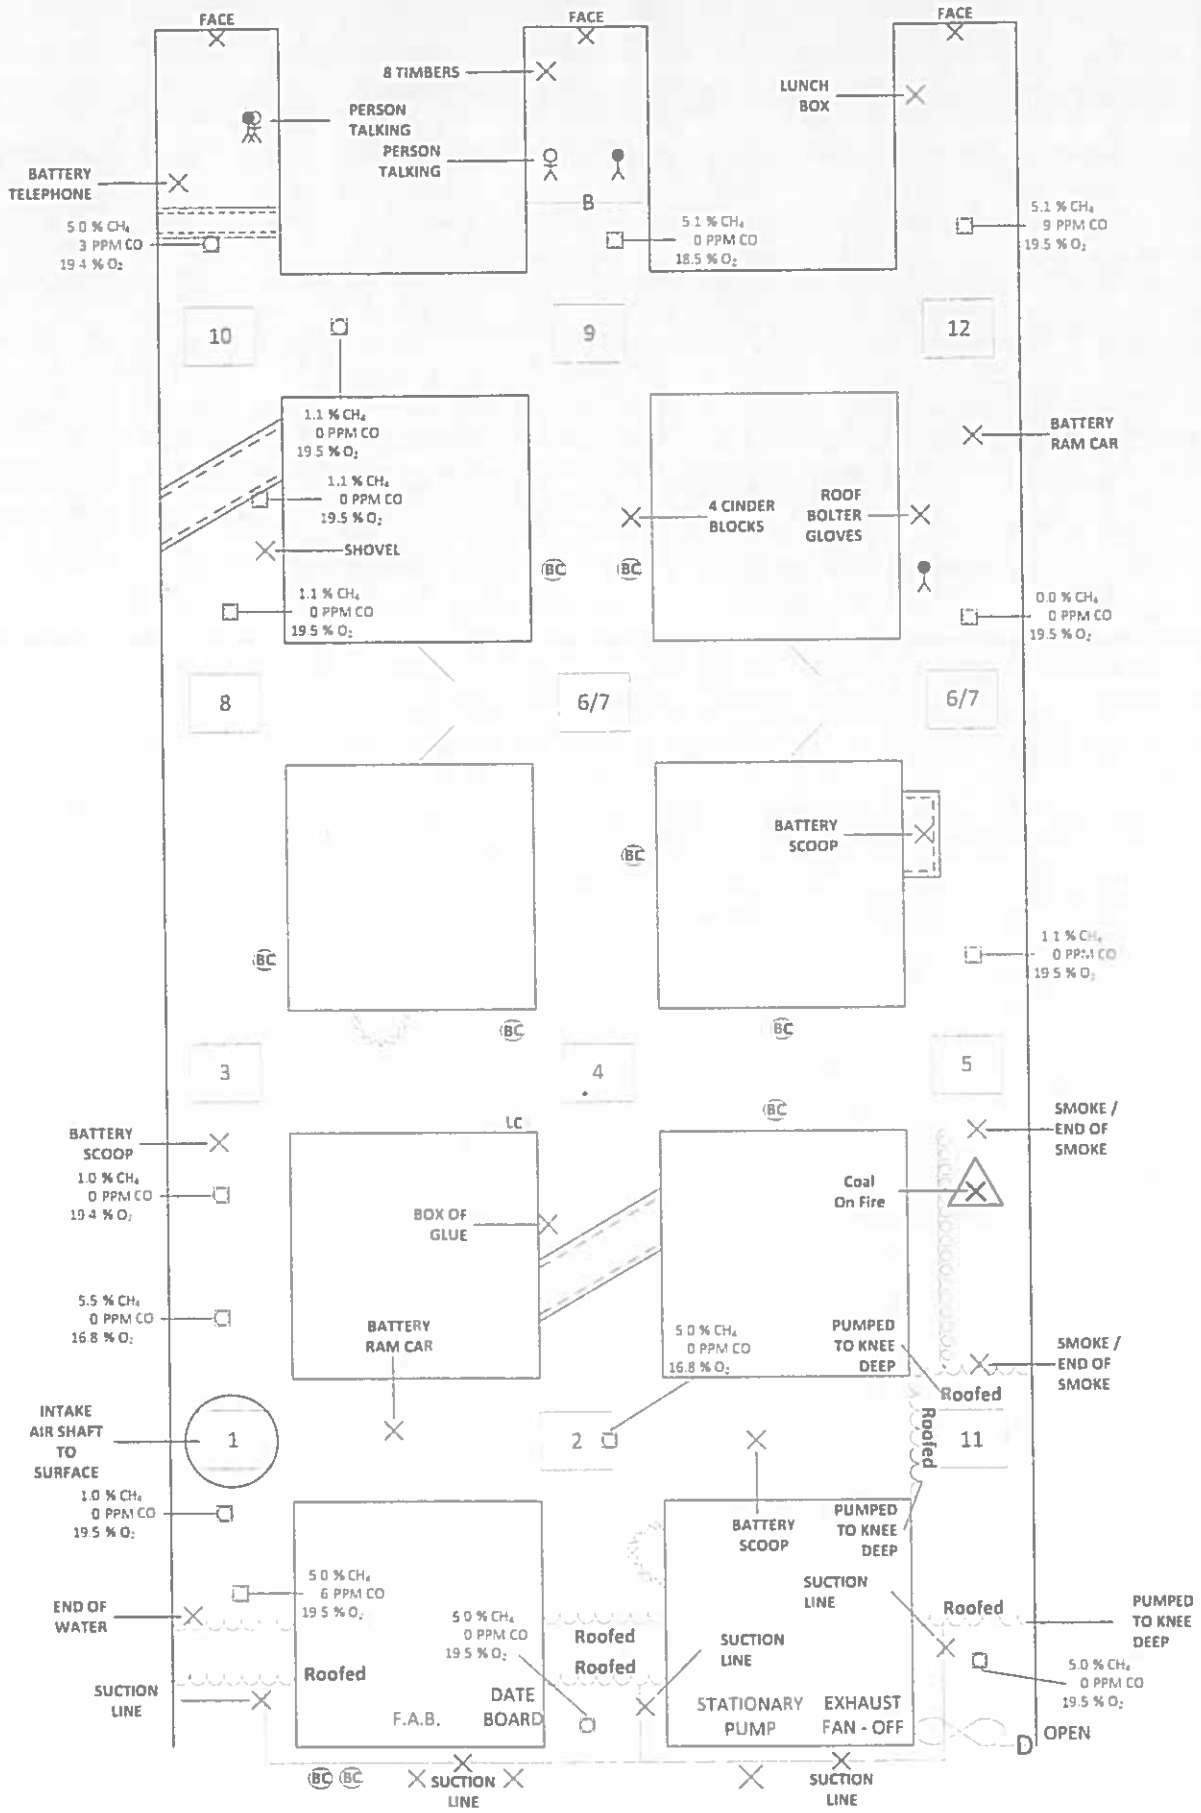 FACE
FACE
FACE
8 TIMBERS
LUNCH
BOX
PERSON
TALKING
PERSON
TALKING
BATTERY
TELEPHONE
B
5.0 % CH₄
3 PPM CO
19.4 % O₂
5.1 % CH₄
0 PPM CO
18.5 % O₂
5.1 % CH₄
9 PPM CO
19.5 % O₂
10
9
12
1.1 % CH₄
0 PPM CO
19.5 % O₂
BATTERY
RAM CAR
1.1 % CH₄
0 PPM CO
19.5 % O₂
4 CINDER
BLOCKS
ROOF
BOLTER
GLOVES
SHOVEL
BC
BC
1.1 % CH₄
0 PPM CO
19.5 % O₂
0.0 % CH₄
0 PPM CO
19.5 % O₂
8
6/7
6/7
BATTERY
SCOOP
BC
BC
1.1 % CH₄
0 PPM CO
19.5 % O₂
BC
BC
3
4
5
BC
LC
BATTERY
SCOOP
SMOKE /
END OF
SMOKE
1.0 % CH₄
0 PPM CO
19.4 % O₂
Coal
On Fire
BOX OF
GLUE
5.5 % CH₄
0 PPM CO
16.8 % O₂
BATTERY
RAM CAR
5.0 % CH₄
0 PPM CO
16.8 % O₂
PUMPED
TO KNEE
DEEP
SMOKE /
END OF
SMOKE
Roofed
INTAKE
AIR SHAFT
TO
SURFACE
1
2
Roofed
11
1.0 % CH₄
0 PPM CO
19.5 % O₂
BATTERY
SCOOP
PUMPED
TO KNEE
DEEP
5.0 % CH₄
6 PPM CO
19.5 % O₂
SUCTION
LINE
END OF
WATER
5.0 % CH₄
0 PPM CO
19.5 % O₂
Roofed
Roofed
Roofed
PUMPED
TO KNEE
DEEP
SUCTION
LINE
Roofed
5.0 % CH₄
0 PPM CO
19.5 % O₂
SUCTION
LINE
F.A.B.
DATE
BOARD
STATIONARY
PUMP
EXHAUST
FAN - OFF
D
OPEN
BC
BC
SUCTION
LINE
SUCTION
LINE